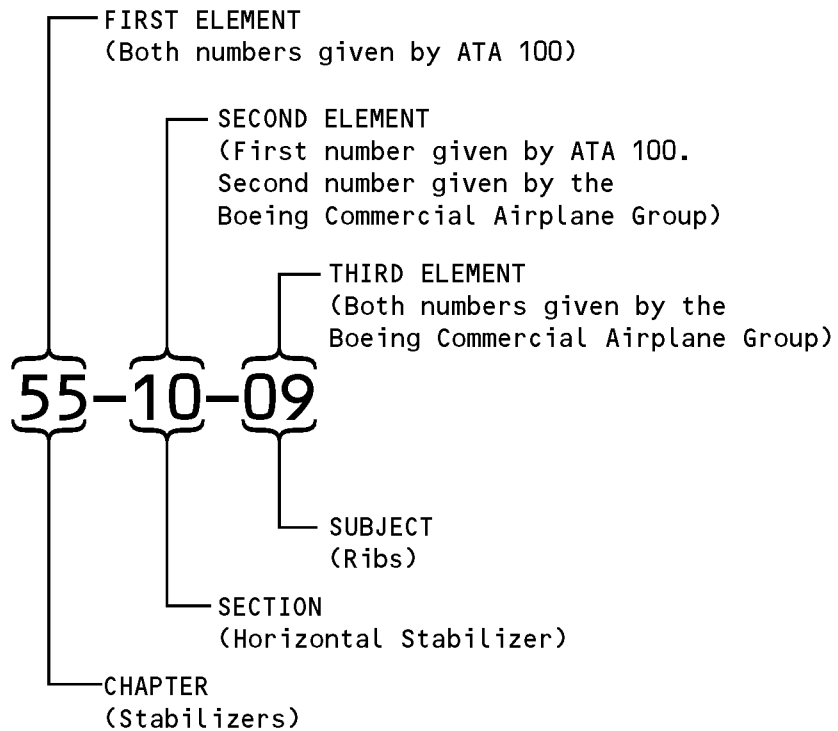 FIRST ELEMENT
(Both numbers given by ATA 100)
SECOND ELEMENT
(First number given by ATA 100.
Second number given by the
Boeing Commercial Airplane Group)
THIRD ELEMENT
(Both numbers given by the
Boeing Commercial Airplane Group)
55-10-09
SUBJECT
(Ribs)
SECTION
(Horizontal Stabilizer)
CHAPTER
(Stabilizers)